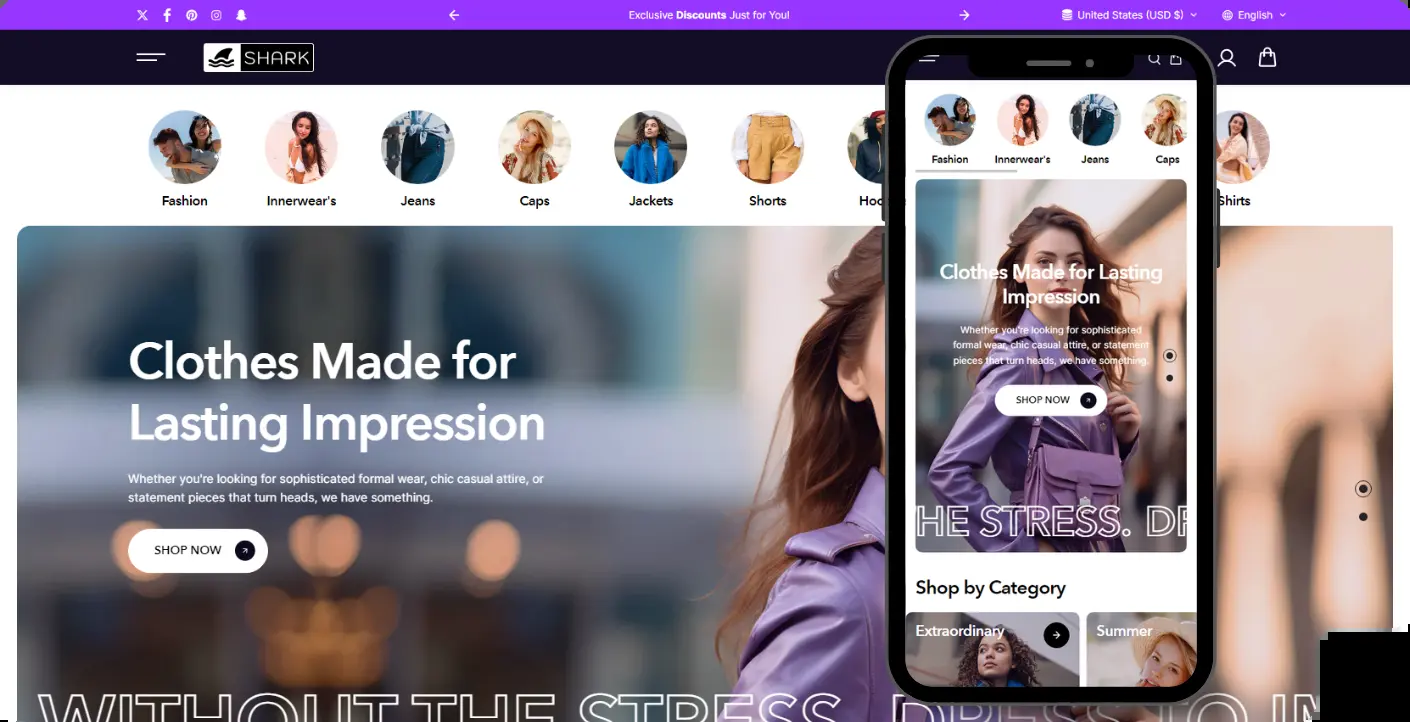 Exclusive Discounts Just for You!
United States (USD $)
English
SHARK
Fashion
Innerwear's
Jeans
Caps
Jackets
Shorts
Shirts
Clothes Made for
Lasting Impression
Whether you're looking for sophisticated formal wear, chic casual attire, or
statement pieces that turn heads, we have something.
SHOP NOW
WITHOUT THE STRESS. DRESS TO
Fashion
Innerwear's
Jeans
Caps
Clothes Made for Lasting
Impression
Whether you're looking for sophisticated
formal wear, chic casual attire, or statement
pieces that turn heads, we have something.
SHOP NOW
HE STRESS. DR
Shop by Category
Extraordinary
Summer